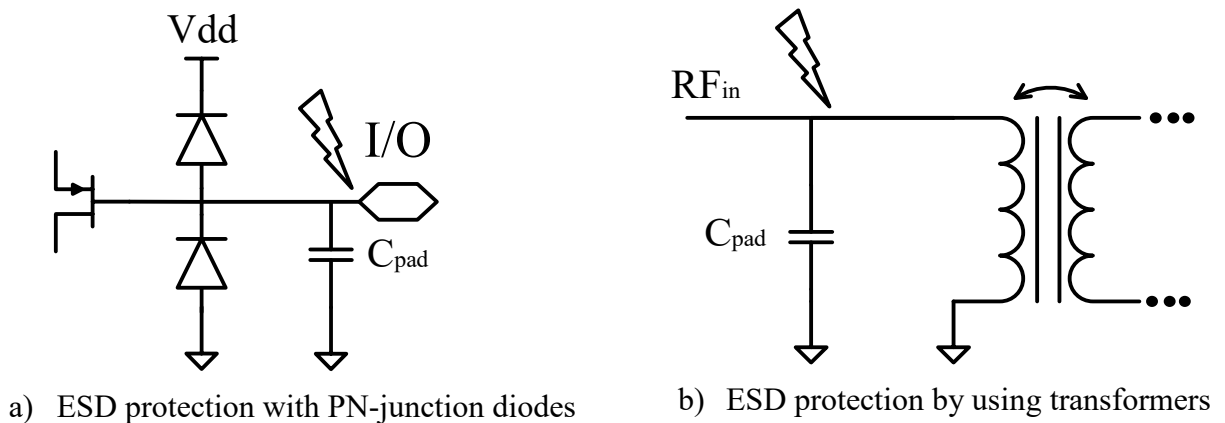 Vdd
I/O
Cpad
a) ESD protection with PN-junction diodes
RFin
Cpad
b) ESD protection by using transformers